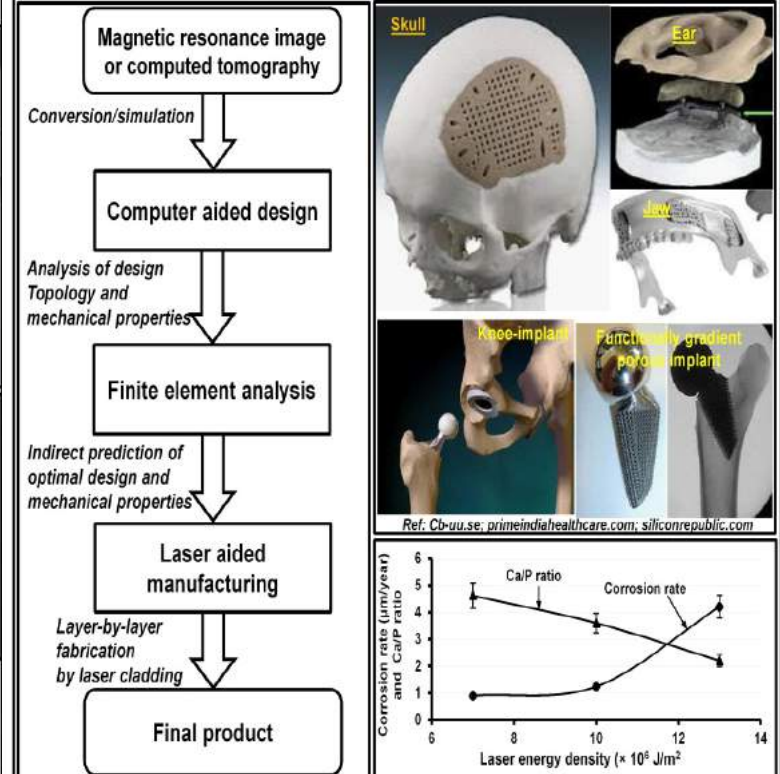 Magnetic resonance image
or computed tomography
Conversion/simulation
Computer aided design
Analysis of design
Topology and
mechanical properties
Finite element analysis
Indirect prediction of
optimal design and
mechanical properties
Laser aided
manufacturing
Layer-by-layer
fabrication
by laser cladding
Final product
Skull
Ear
Jaw
Knee-implant
Functionally gradient
porous implant
Ref: Cb-uu.se; primeindiahealthcare.com; siliconrepublic.com
Corrosion rate (μm/year)
and Ca/P ratio
6
5
4
3
2
1
0
Ca/P ratio
Corrosion rate
6 8 10 12 14
Laser energy density (× 10⁶ J/m²